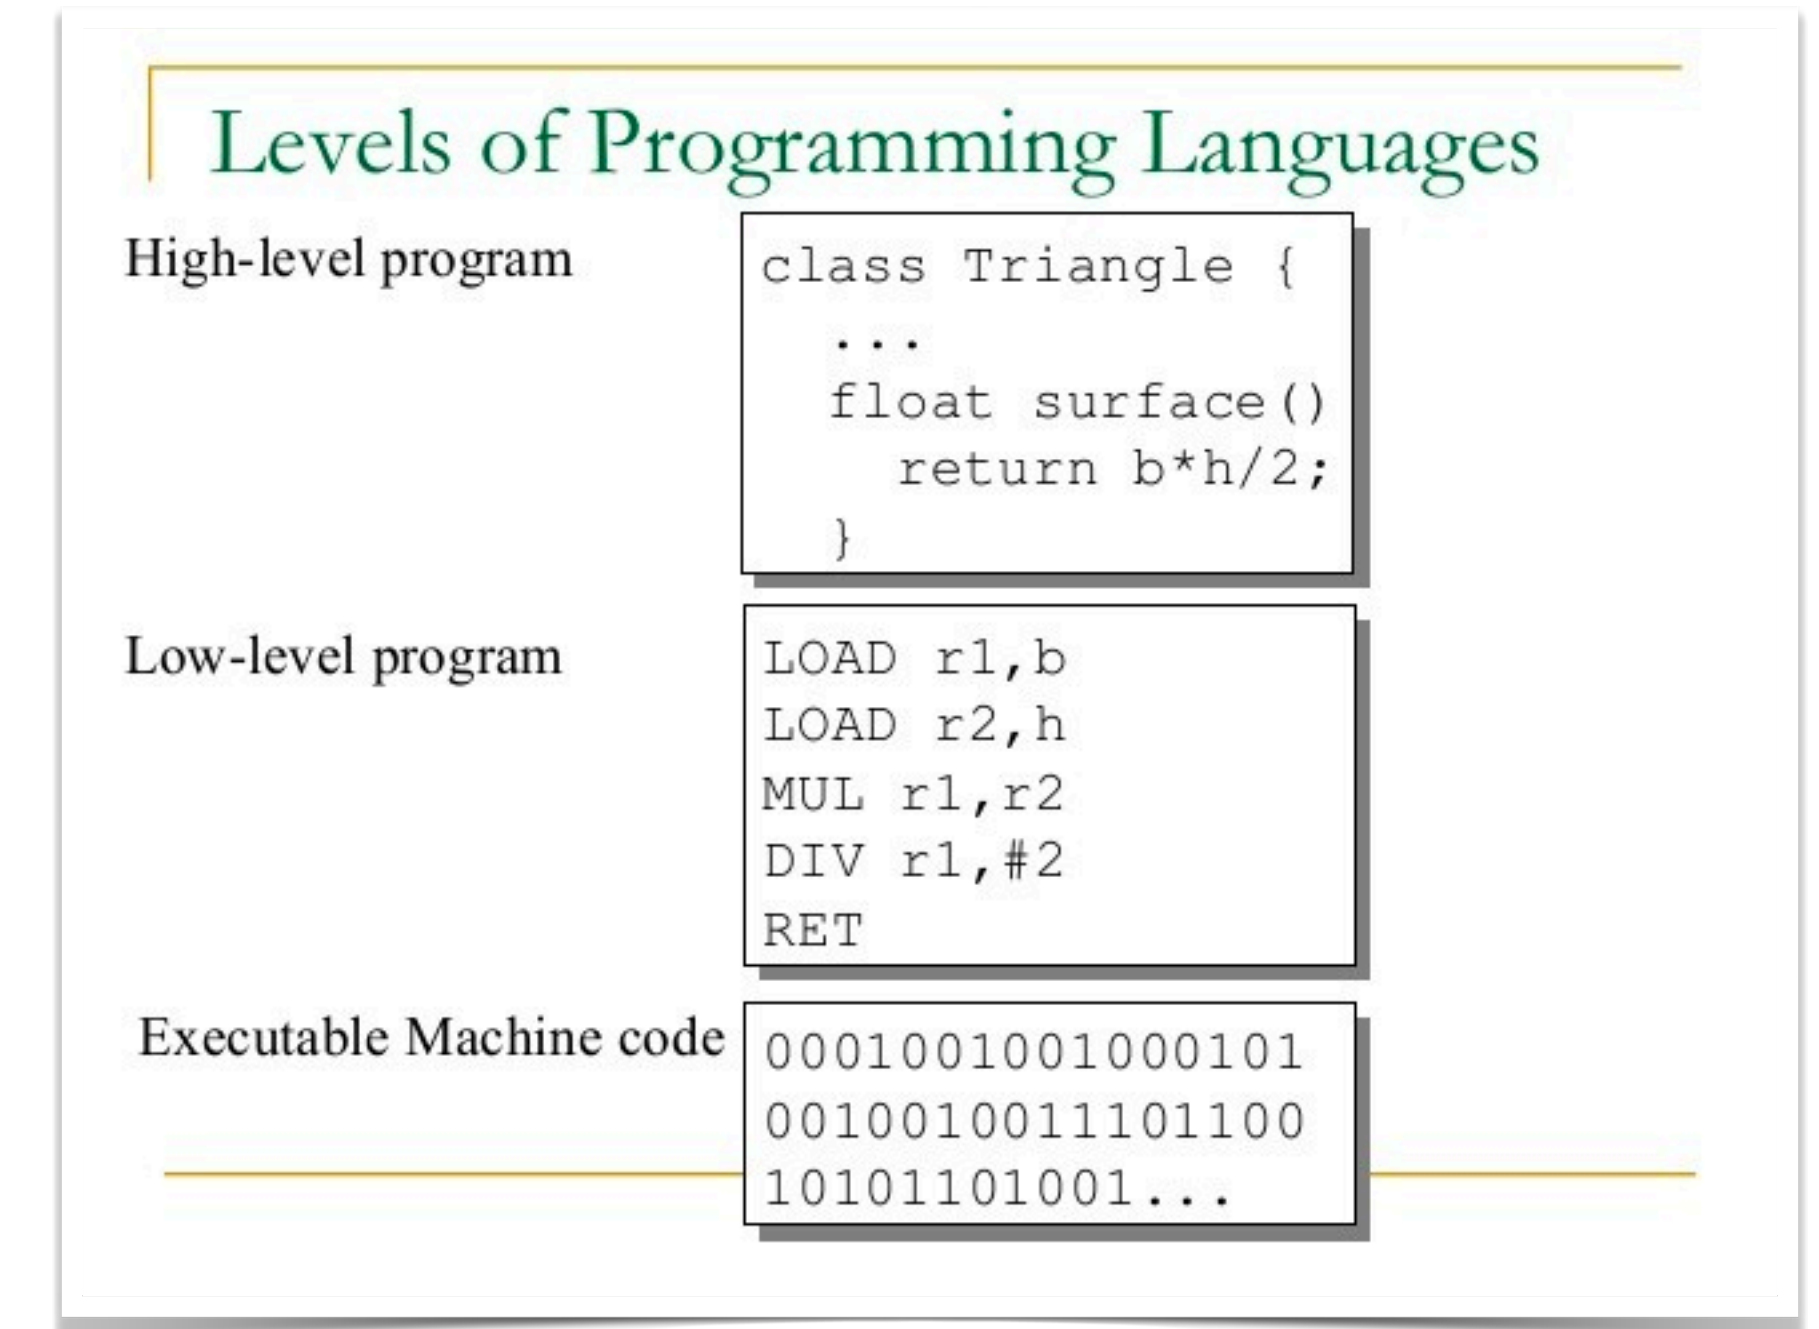 Levels of Programming Languages
High-level program
class Triangle {
...
float surface()
return b*h/2;
}
Low-level program
LOAD r1,b
LOAD r2,h
MUL r1,r2
DIV r1,#2
RET
Executable Machine code
0001001001000101
0010010011101100
10101101001...